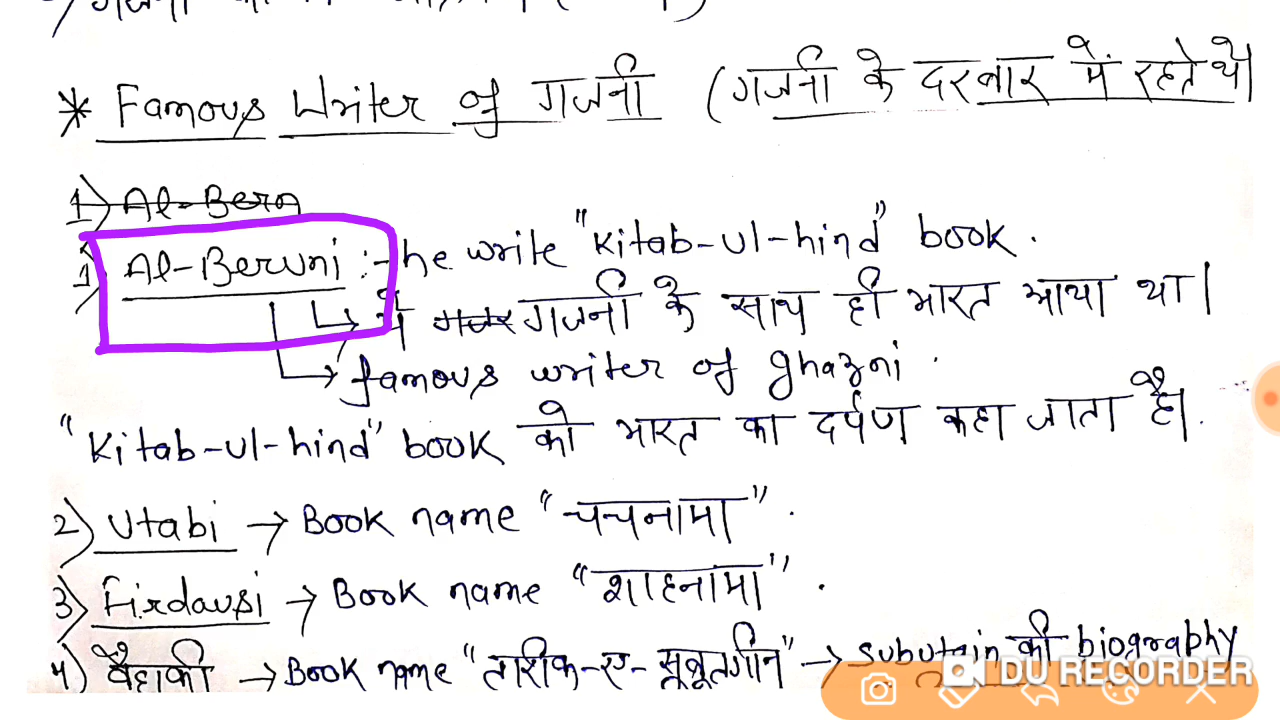 * Famous Writer of गजनी (गजनी के दरबार में रहते थे।
1) Al-Beru
1) Al-Beruni :- he write "Kitab-ul-hind" book.
ये गजनी के साथ ही भारत आया था।
famous writer of ghazni.
"Kitab-ul-hind" book को भारत का दर्पण कहा जाता है।
2) Utabi → Book name "चचनामा".
3) Firdausi → Book name "शाहनामा".
4) बैहाकी → Book name "तारीक-ए-सुबूतगीन" → subutgin की biography
DU RECORDER